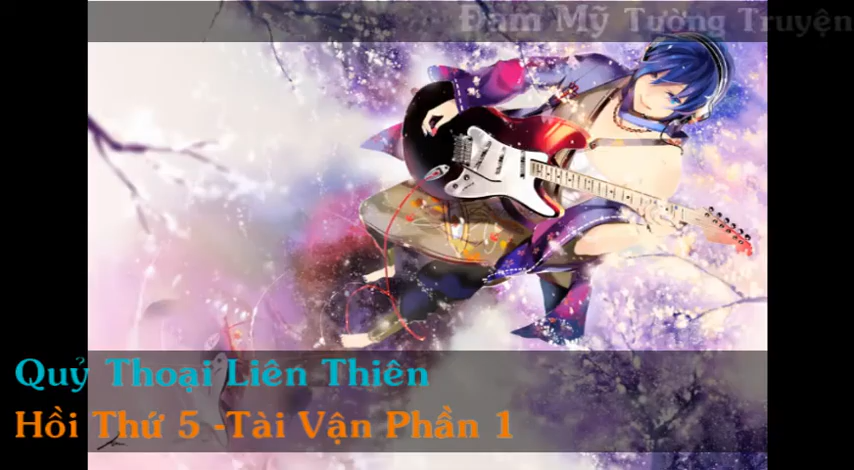 Đam Mỹ Tường Truyện
Quỷ Thoại Liên Thiên
Hồi Thứ 5 -Tài Vận Phần 1